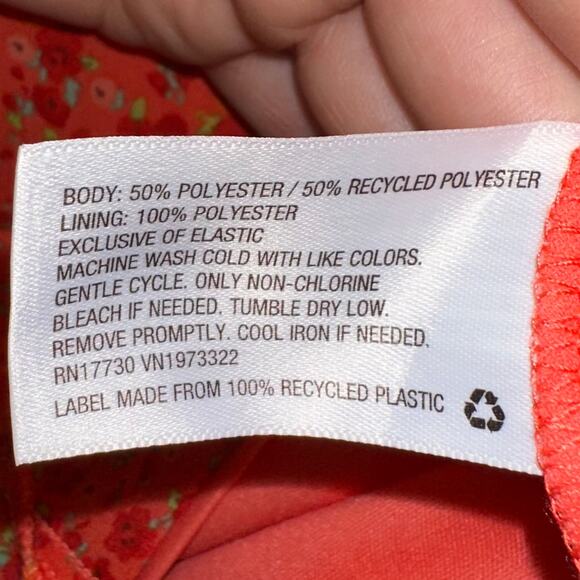 BODY: 50% POLYESTER / 50% RECYCLED POLYESTER
LINING: 100% POLYESTER
EXCLUSIVE OF ELASTIC
MACHINE WASH COLD WITH LIKE COLORS.
GENTLE CYCLE. ONLY NON-CHLORINE
BLEACH IF NEEDED. TUMBLE DRY LOW.
REMOVE PROMPTLY. COOL IRON IF NEEDED.
RN17730 VN1973322
LABEL MADE FROM 100% RECYCLED PLASTIC